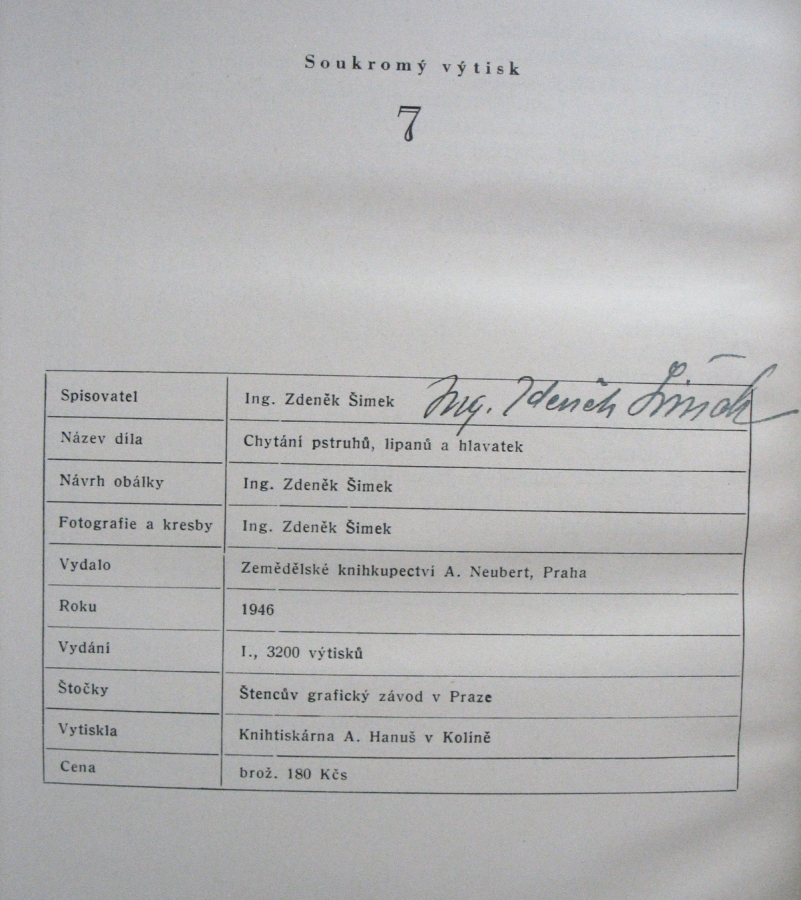 Soukromý výtisk
7
Spisovatel Ing. Zdeněk Šimek Ing. Zdeněk Šimek
Název díla Chytání pstruhů, lipanů a hlavatek
Návrh obálky Ing. Zdeněk Šimek
Fotografie a kresby Ing. Zdeněk Šimek
Vydalo Zemědělské knihkupectví A. Neubert, Praha
Roku 1946
Vydání I., 3200 výtisků
Štočky Štencův grafický závod v Praze
Vytiskla Knihtiskárna A. Hanuš v Kolíně
Cena brož. 180 Kčs